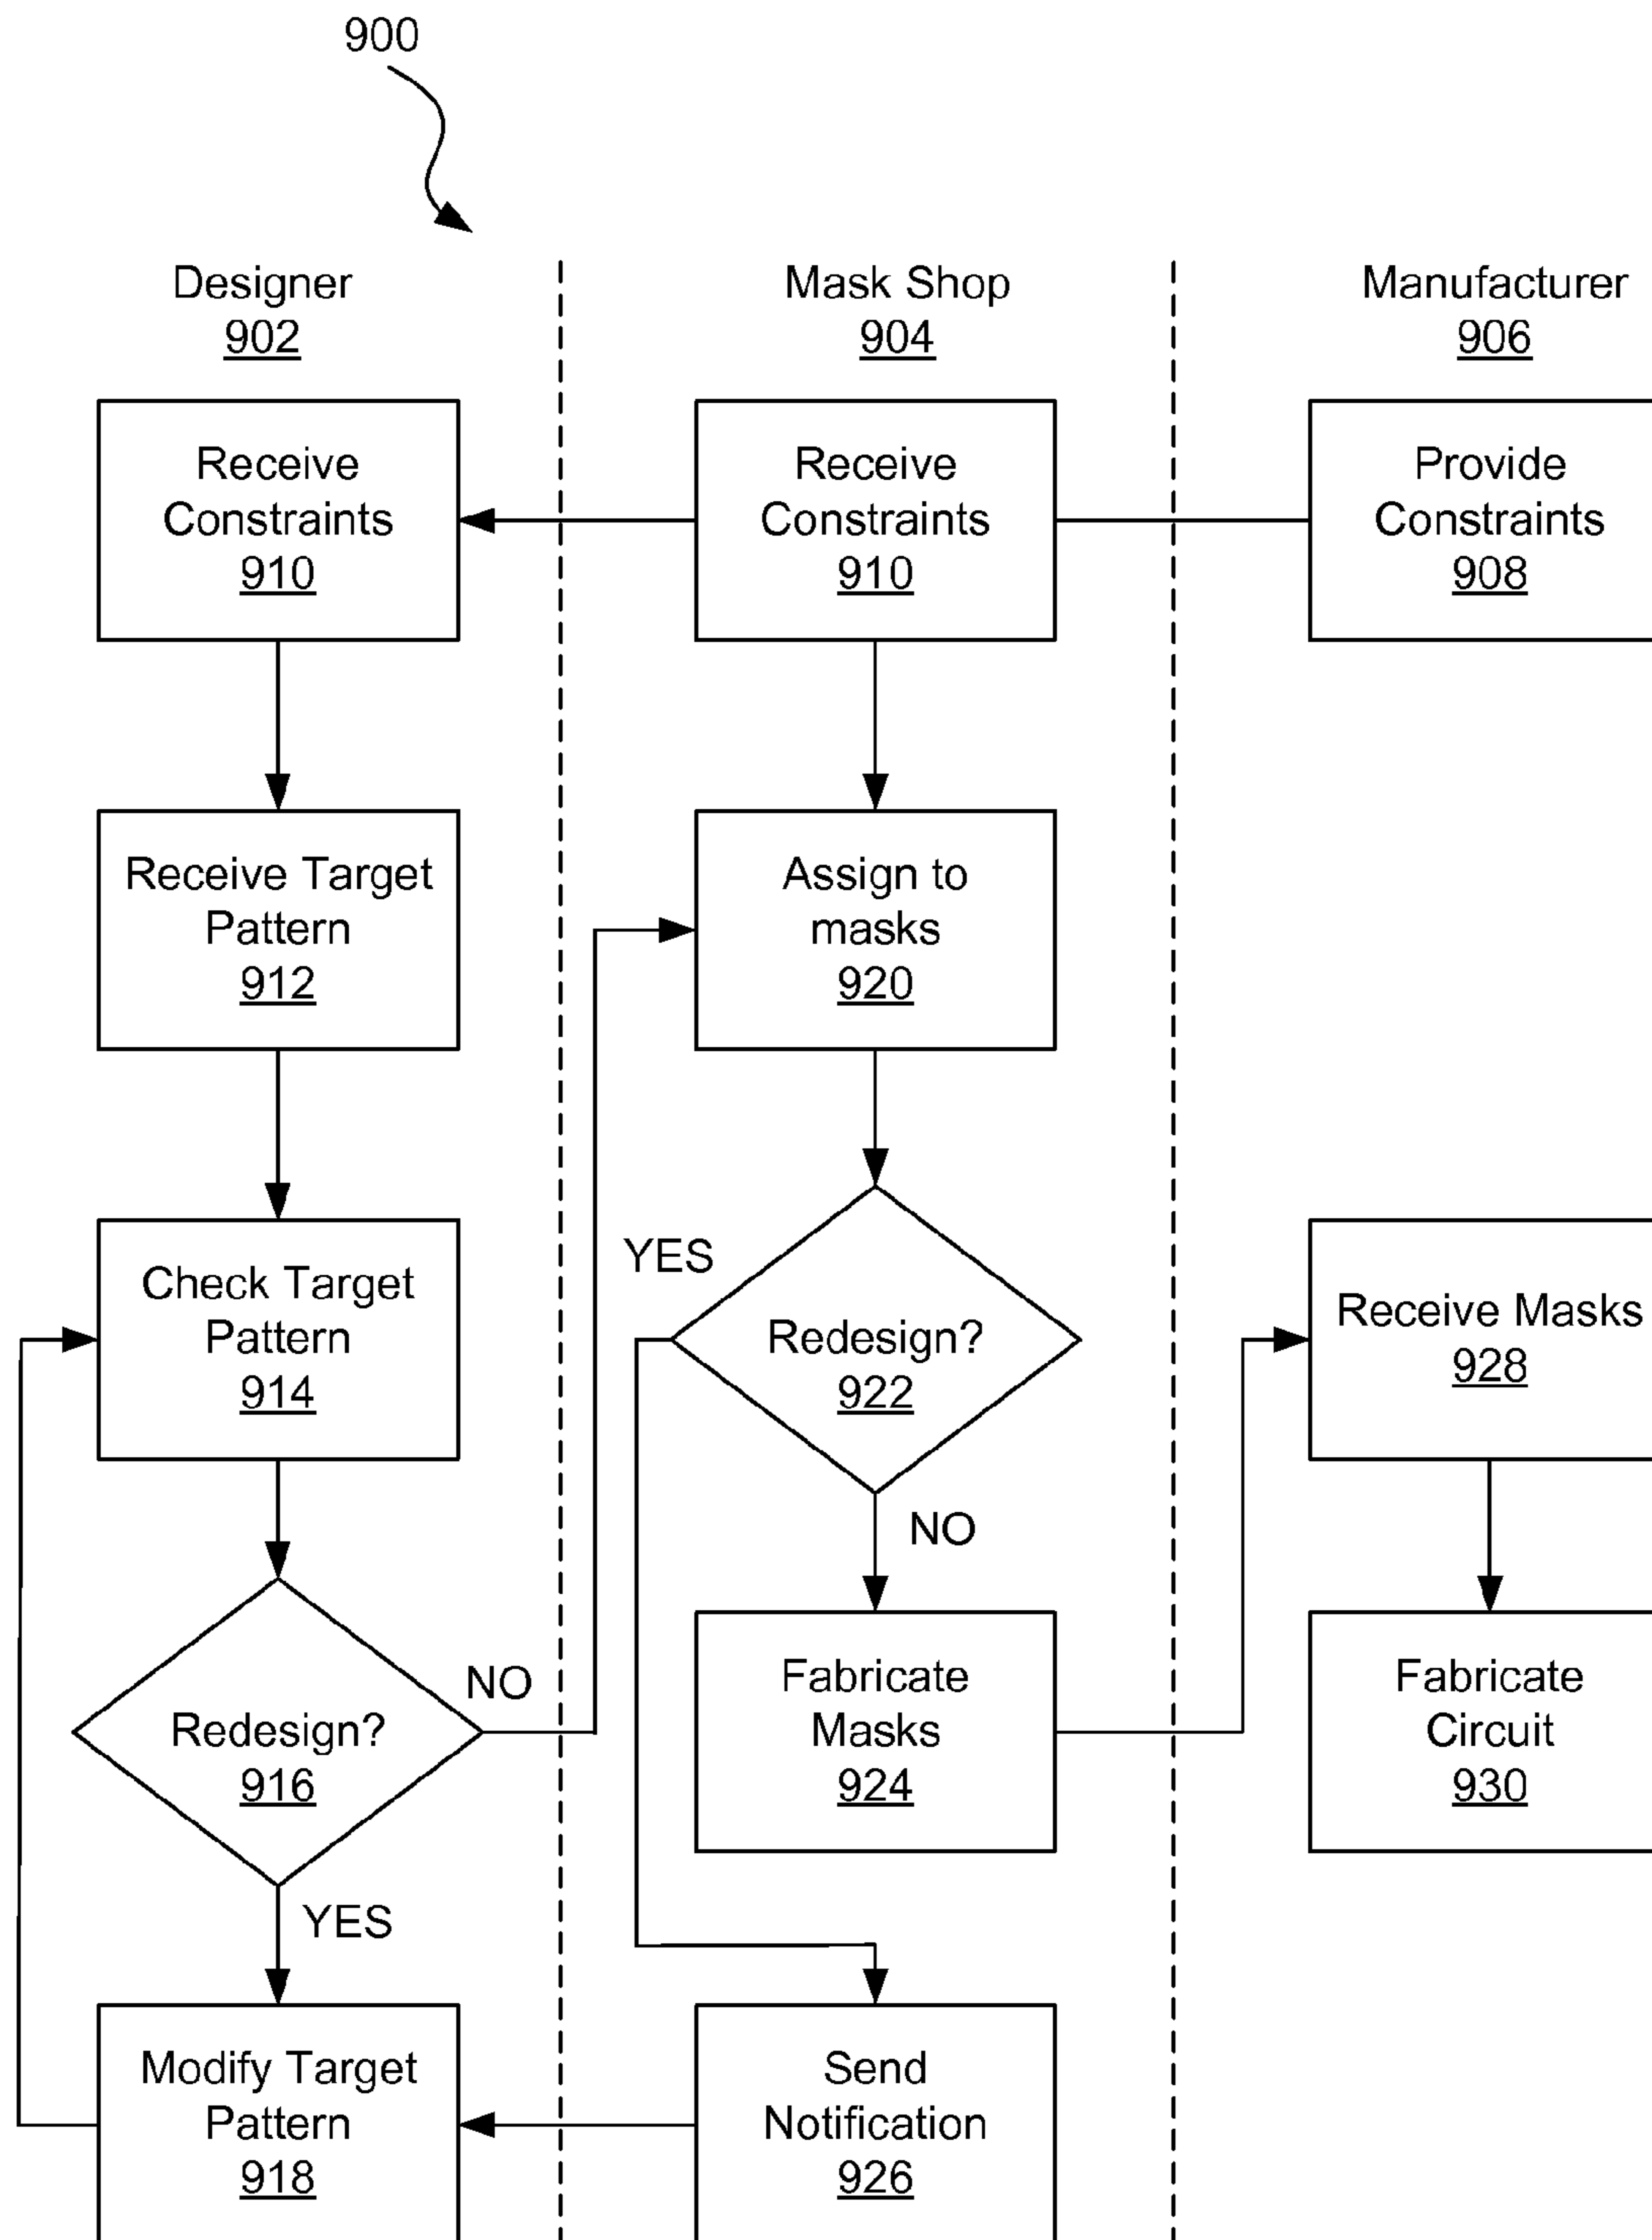 900
Designer
902
Mask Shop
904
Manufacturer
906
Receive
Constraints
910
Receive
Constraints
910
Provide
Constraints
908
Receive Target
Pattern
912
Assign to
masks
920
Check Target
Pattern
914
YES
Redesign?
922
NO
Receive Masks
928
Redesign?
916
NO
YES
Fabricate
Masks
924
Fabricate
Circuit
930
Modify Target
Pattern
918
Send
Notification
926